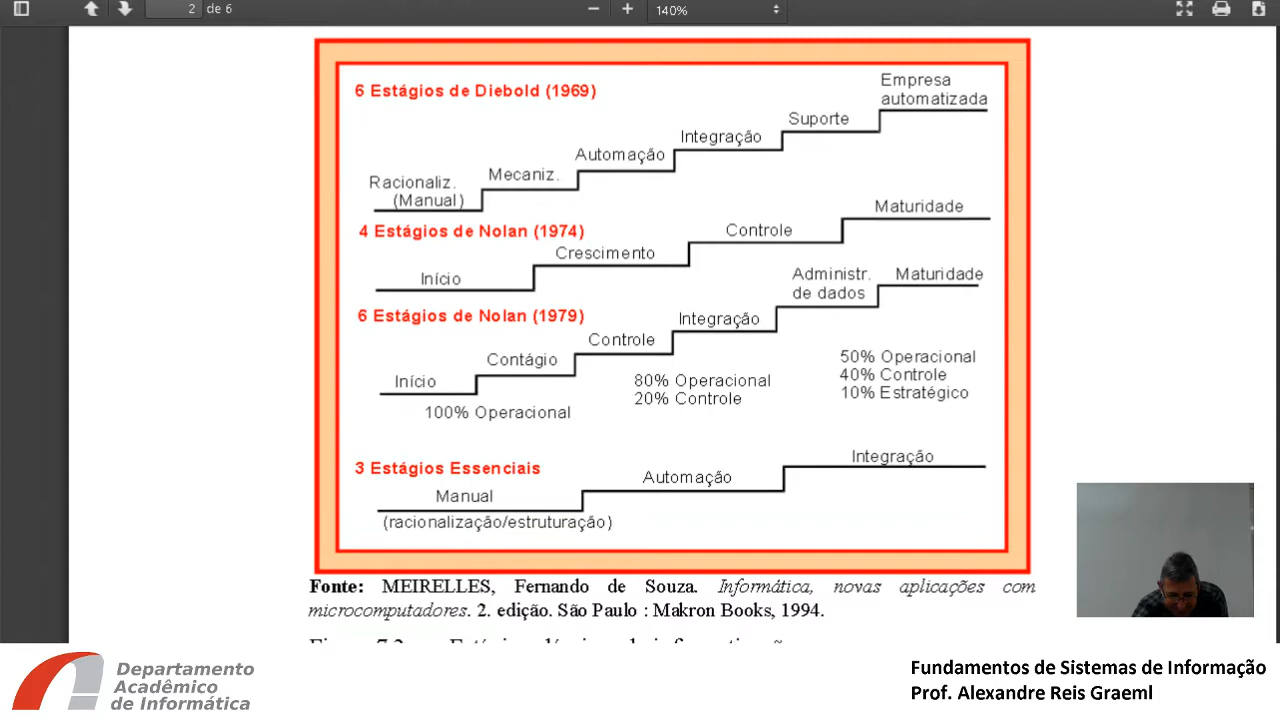 2 de 6
140%
6 Estágios de Diebold (1969)
Racionaliz.
(Manual)
Mecaniz.
Automação
Integração
Suporte
Empresa
automatizada
4 Estágios de Nolan (1974)
Início
Crescimento
Controle
Maturidade
6 Estágios de Nolan (1979)
Início
Contágio
Controle
Integração
Administr.
de dados
Maturidade
100% Operacional
80% Operacional
20% Controle
50% Operacional
40% Controle
10% Estratégico
3 Estágios Essenciais
Manual
(racionalização/estruturação)
Automação
Integração
Fonte: MEIRELLES, Fernando de Souza. Informática, novas aplicações com
microcomputadores. 2. edição. São Paulo : Makron Books, 1994.
Departamento
Acadêmico
de Informática
Fundamentos de Sistemas de Informação
Prof. Alexandre Reis Graeml